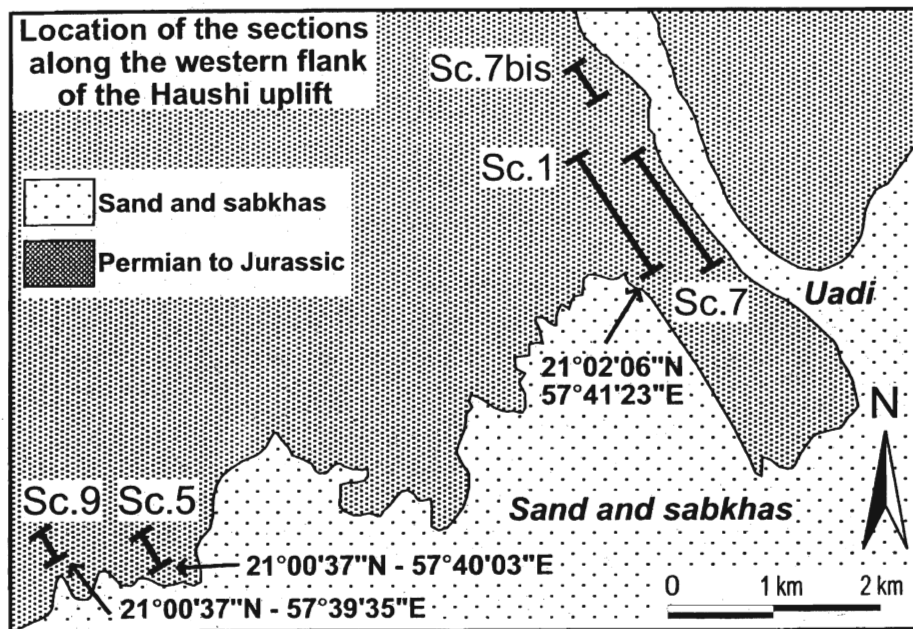 Location of the sections
along the western flank
of the Haushi uplift
Sand and sabkhas
Permian to Jurassic
Sc.7bis
Sc.1
Sc.7
Uadi
21°02'06"N
57°41'23"E
N
Sc.9
Sc.5
Sand and sabkhas
21°00'37"N - 57°40'03"E
21°00'37"N - 57°39'35"E
0 1 km 2 km